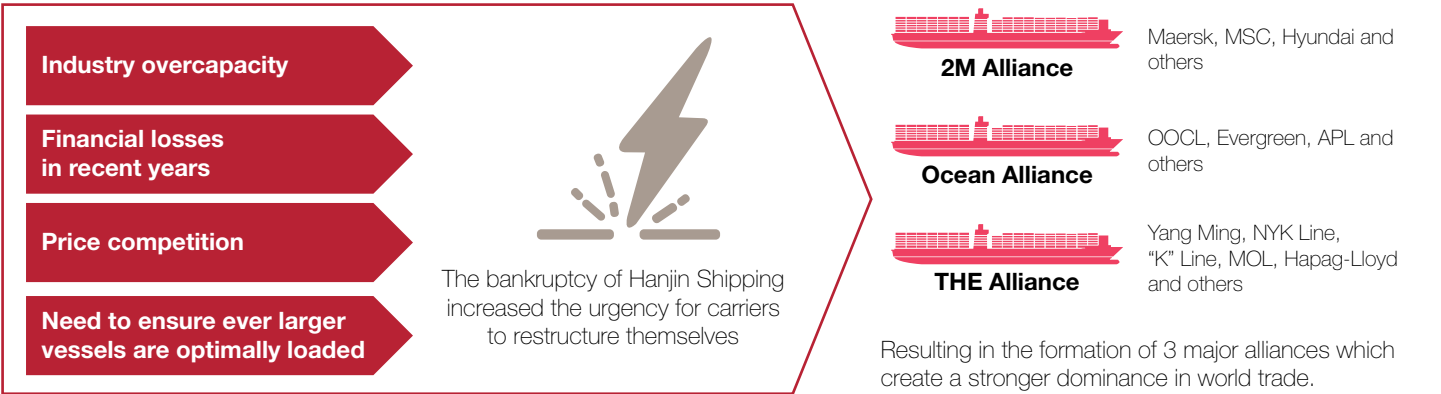 Industry overcapacity
Financial losses
in recent years
Price competition
Need to ensure ever larger
vessels are optimally loaded
The bankruptcy of Hanjin Shipping
increased the urgency for carriers
to restructure themselves
2M Alliance
Maersk, MSC, Hyundai and
others
Ocean Alliance
OOCL, Evergreen, APL and
others
THE Alliance
Yang Ming, NYK Line,
“K” Line, MOL, Hapag-Lloyd
and others
Resulting in the formation of 3 major alliances which
create a stronger dominance in world trade.